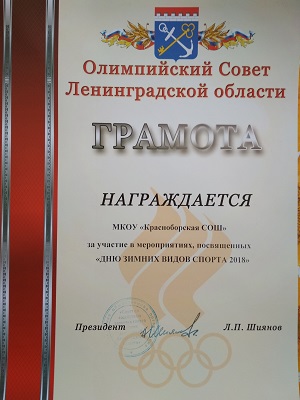 Олимпийский Совет
Ленинградской области
ГРАМОТА
НАГРАЖДАЕТСЯ
МКОУ «Красноборская СОШ»
за участие в мероприятиях, посвященных
«ДНЮ ЗИМНИХ ВИДОВ СПОРТА 2018»
Президент Л.П. Шиянов